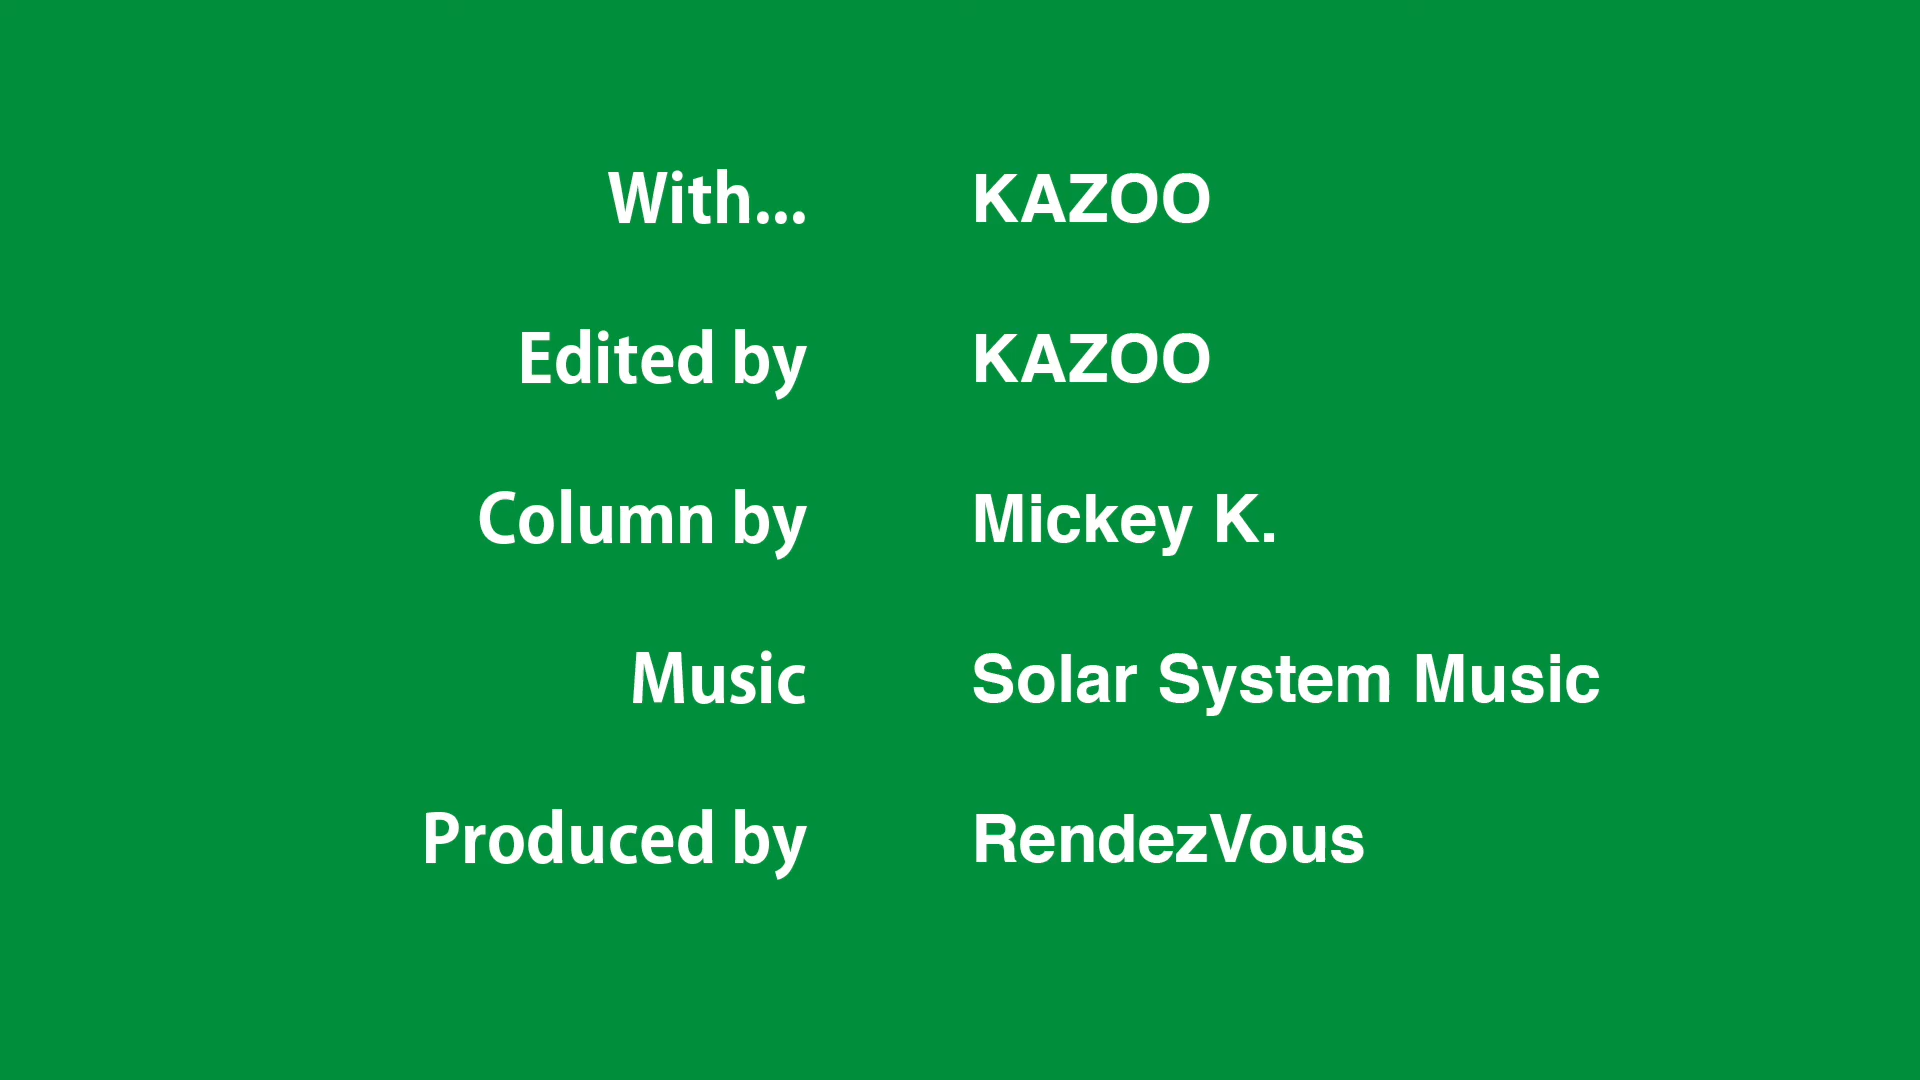 With... KAZOO
Edited by KAZOO
Column by Mickey K.
Music Solar System Music
Produced by RendezVous